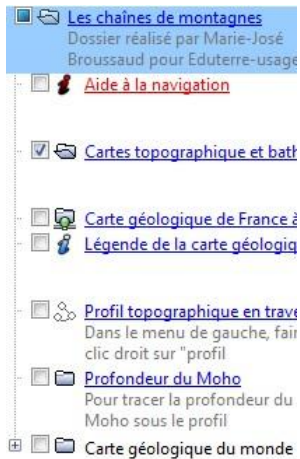 Les chaînes de montagnes
Dossier réalisé par Marie-José
Broussaud pour Eduterre-usage
Aide à la navigation
Cartes topographique et bath
Carte géologique de France à
Légende de la carte géologiq
Profil topographique en trave
Dans le menu de gauche, fair
clic droit sur "profil
Profondeur du Moho
Pour tracer la profondeur du
Moho sous le profil
Carte géologique du monde